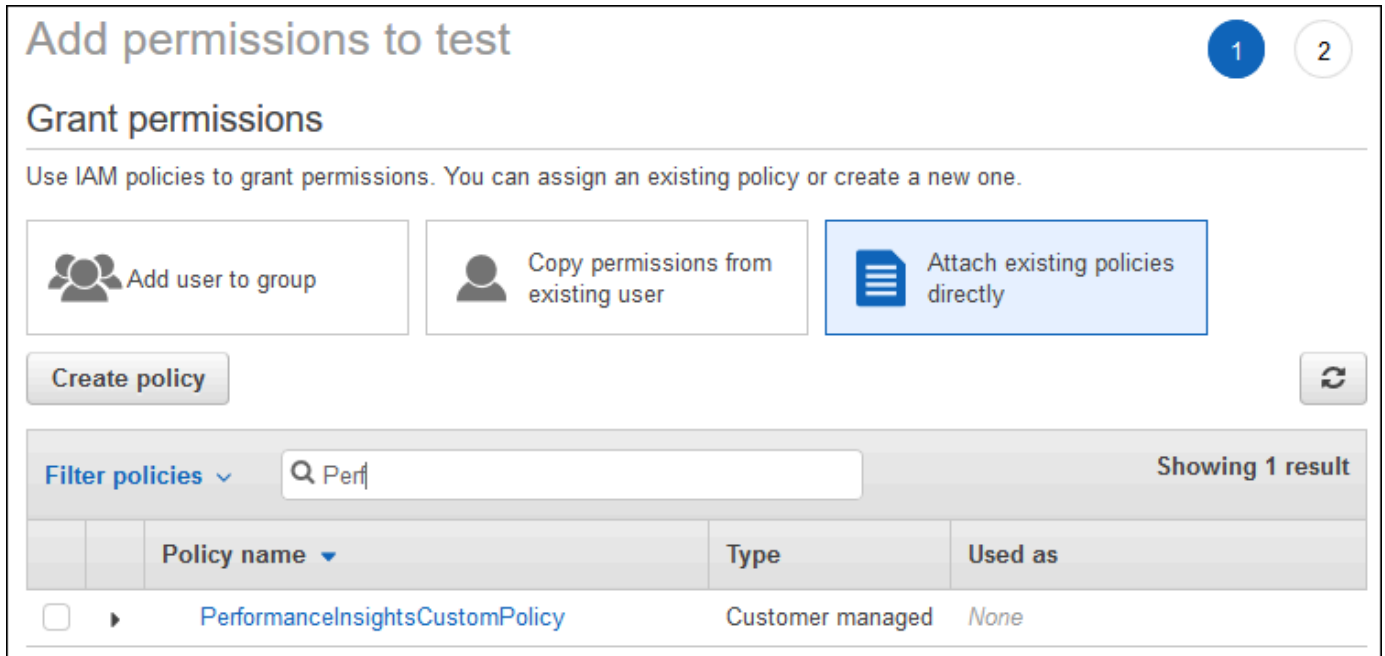 Add permissions to test
1
2
Grant permissions
Use IAM policies to grant permissions. You can assign an existing policy or create a new one.
Add user to group
Copy permissions from
existing user
Attach existing policies
directly
Create policy
Filter policies
Perf
Showing 1 result
Policy name
Type
Used as
PerformanceInsightsCustomPolicy
Customer managed
None